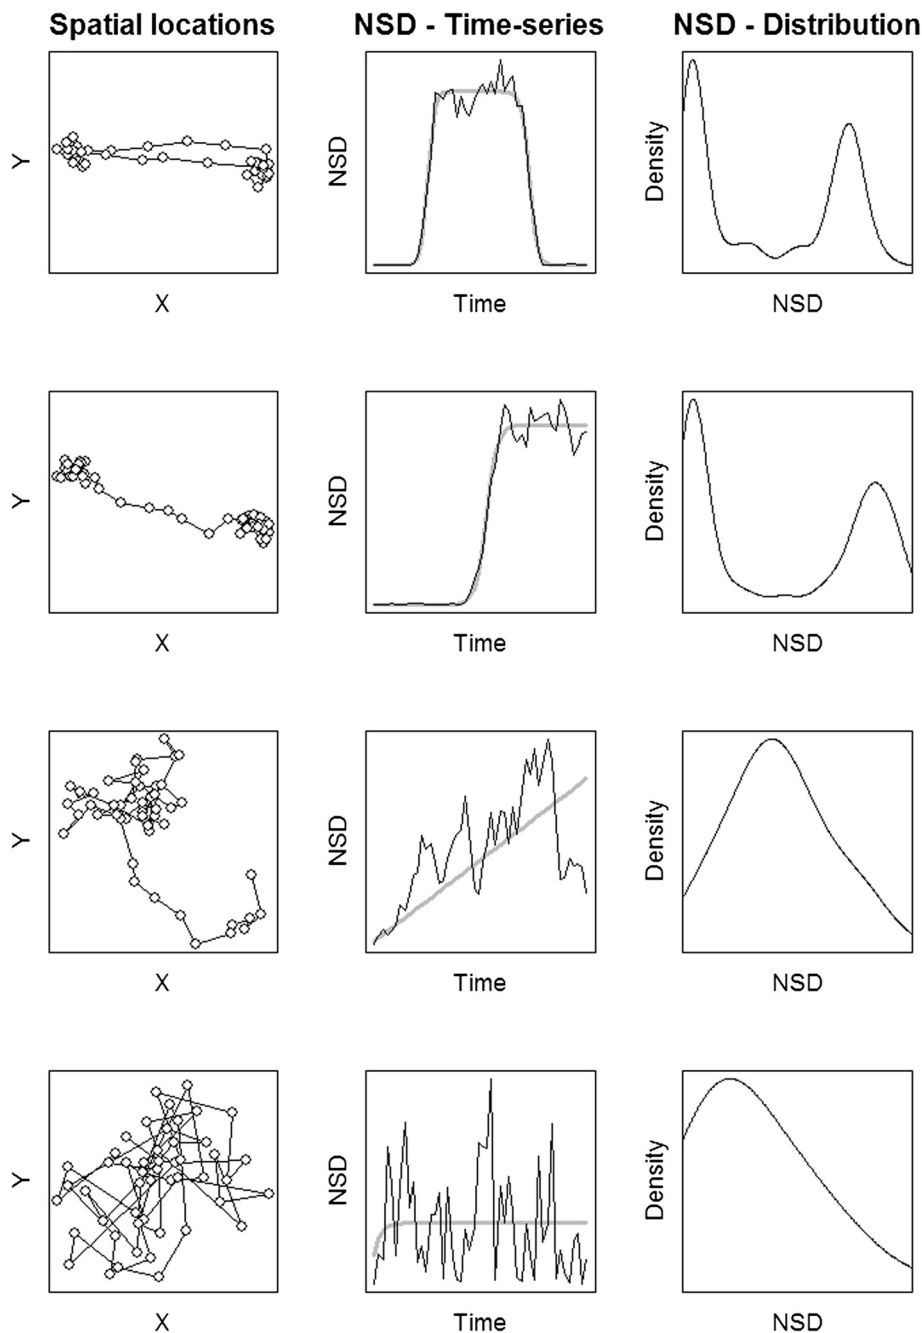 Spatial locations
NSD - Time-series
NSD - Distribution
Y
X
NSD
Time
Density
NSD
Y
X
NSD
Time
Density
NSD
Y
X
NSD
Time
Density
NSD
Y
X
NSD
Time
Density
NSD